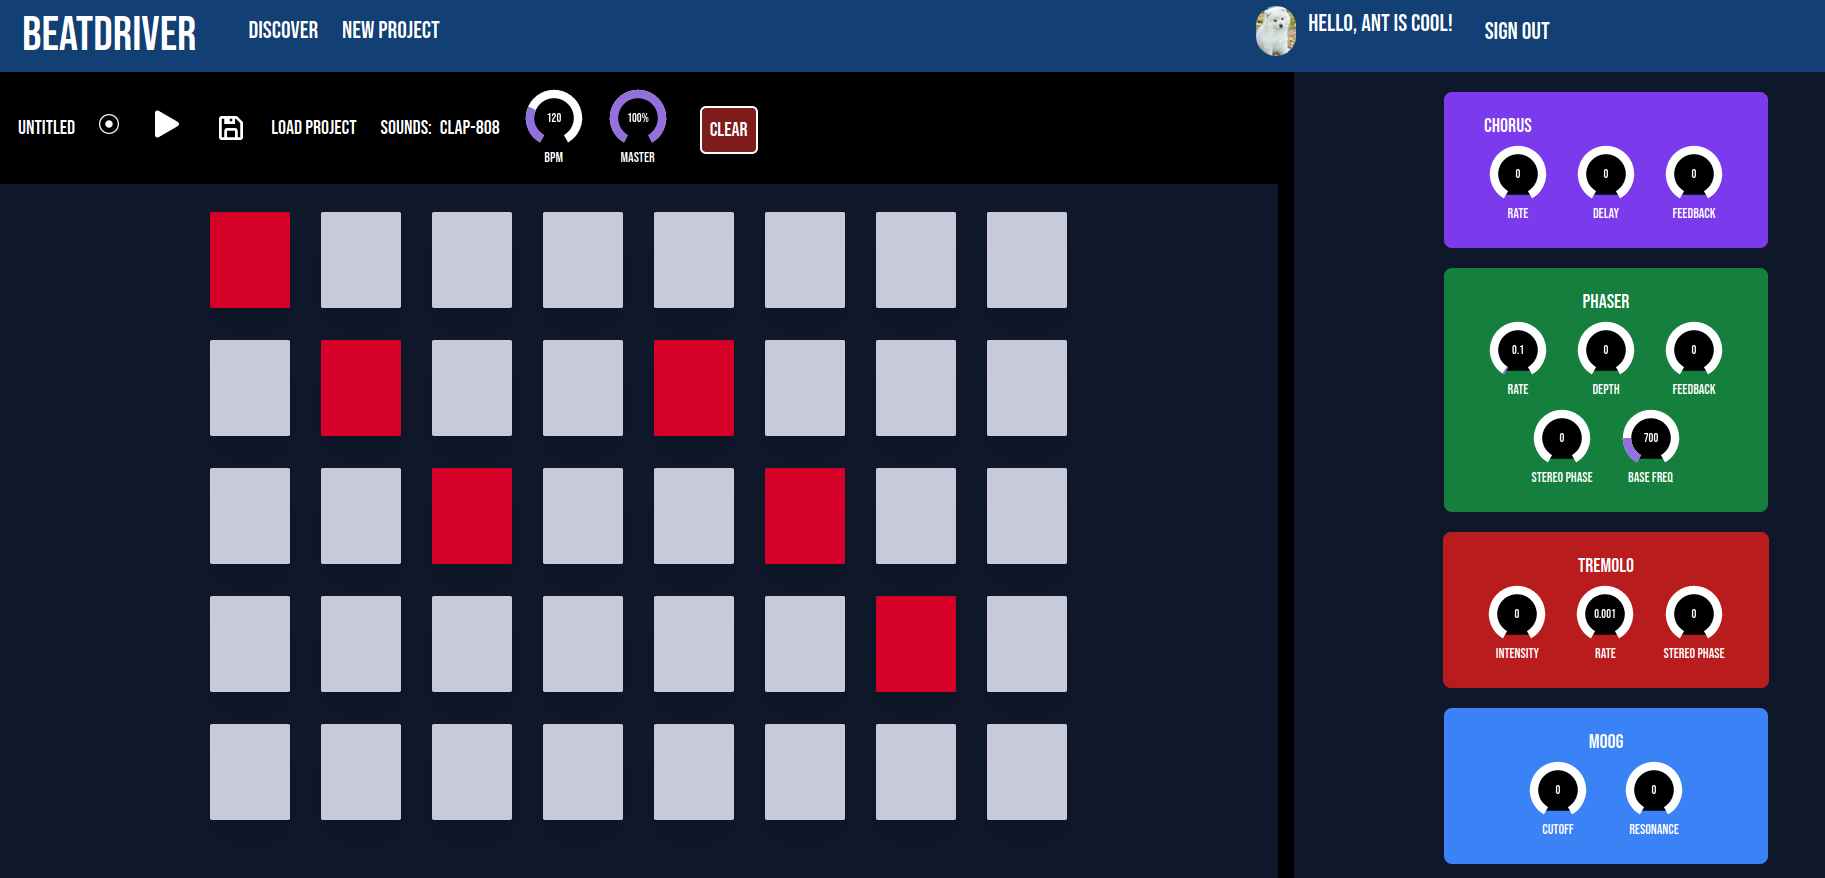 BEATDRIVER
DISCOVER NEW PROJECT
HELLO, ANT IS COOL!
SIGN OUT
UNTITLED
LOAD PROJECT
SOUNDS: CLAP-808
120
BPM
100%
MASTER
CLEAR
CHORUS
0 0 0
RATE DELAY FEEDBACK
PHASER
0.1 0 0
RATE DEPTH FEEDBACK
0 700
STEREO PHASE BASE FREQ
TREMOLO
0 0.001 0
INTENSITY RATE STEREO PHASE
MOOG
0 0
CUTOFF RESONANCE